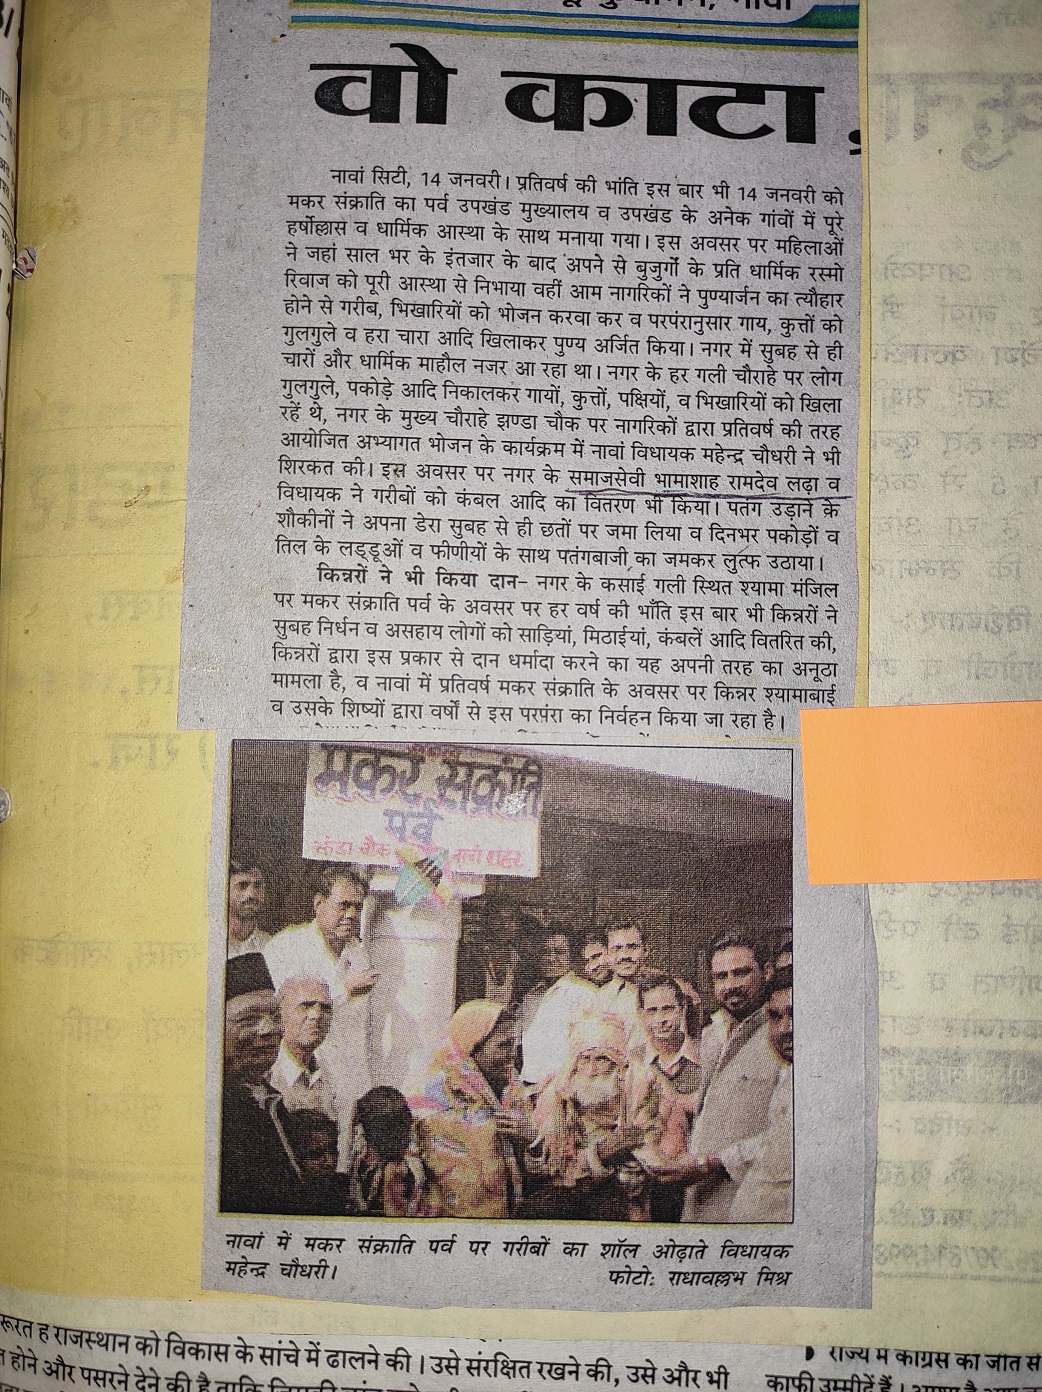 वो काटा,
नावां सिटी, 14 जनवरी। प्रतिवर्ष की भांति इस बार भी 14 जनवरी को
मकर संक्राति का पर्व उपखंड मुख्यालय व उपखंड के अनेक गांवों में पूरे
हर्षोल्लास व धार्मिक आस्था के साथ मनाया गया। इस अवसर पर महिलाओं
ने जहां साल भर के इंतजार के बाद अपने से बुजुर्गों के प्रति धार्मिक रस्मो
रिवाज को पूरी आस्था से निभाया वहीं आम नागरिकों ने पुण्यार्जन का त्यौहार
होने से गरीब, भिखारियों को भोजन करवा कर व परपंरानुसार गाय, कुत्तों को
गुलगुले व हरा चारा आदि खिलाकर पुण्य अर्जित किया। नगर में सुबह से ही
चारों और धार्मिक माहौल नजर आ रहा था। नगर के हर गली चौराहे पर लोग
गुलगुले, पकोड़े आदि निकालकर गायों, कुत्तों, पक्षियों, व भिखारियों को खिला
रहें थे, नगर के मुख्य चौराहे झण्डा चौक पर नागरिकों द्वारा प्रतिवर्ष की तरह
आयोजित अभ्यागत भोजन के कार्यक्रम में नावां विधायक महेन्द्र चौधरी ने भी
शिरकत की। इस अवसर पर नगर के समाजसेवी भामाशाह रामदेव लढ़ा व
विधायक ने गरीबों को कंबल आदि का वितरण भी किया। पतंग उड़ाने के
शौकीनों ने अपना डेरा सुबह से ही छतों पर जमा लिया व दिनभर पकोड़ों व
तिल के लड्डूओं व फीणीयों के साथ पतंगबाजी का जमकर लुत्फ उठाया।
किन्नरों ने भी किया दान- नगर के कसाई गली स्थित श्यामा मंजिल
पर मकर संक्राति पर्व के अवसर पर हर वर्ष की भाँति इस बार भी किन्नरों ने
सुबह निर्धन व असहाय लोगों को साड़ियां, मिठाईयां, कंबलें आदि वितरित की,
किन्नरों द्वारा इस प्रकार से दान धर्मादा करने का यह अपनी तरह का अनूठा
मामला है, व नावां में प्रतिवर्ष मकर संक्राति के अवसर पर किन्नर श्यामाबाई
व उसके शिष्यों द्वारा वर्षों से इस परपंरा का निर्वहन किया जा रहा है।
मकर सक्रांति
पर्व
झंडा चौक नावां शहर
नावां में मकर संक्राति पर्व पर गरीबों का शॉल ओढ़ाते विधायक
महेन्द्र चौधरी। फोटो: राधावल्लभ मिश्र
राजस्थान को विकास के सांचे में ढालने की। उसे संरक्षित रखने की, उसे और भी
होने और पसरने देने की है ताकि
राज्य में कांग्रेस की जीत से
काफी उम्मीदें हैं।